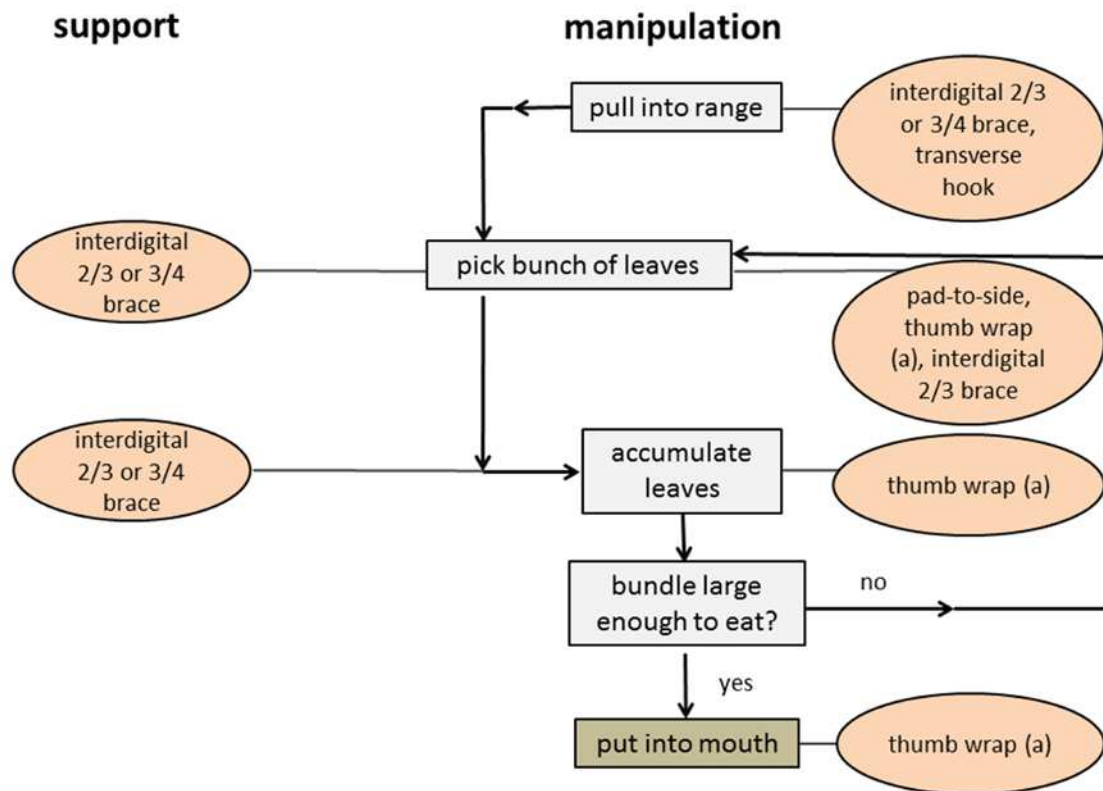 support
manipulation
pull into range
interdigital 2/3
or 3/4 brace,
transverse
hook
interdigital
2/3 or 3/4
brace
pick bunch of leaves
pad-to-side,
thumb wrap
(a), interdigital
2/3 brace
interdigital
2/3 or 3/4
brace
accumulate
leaves
thumb wrap (a)
bundle large
enough to eat?
no
yes
put into mouth
thumb wrap (a)